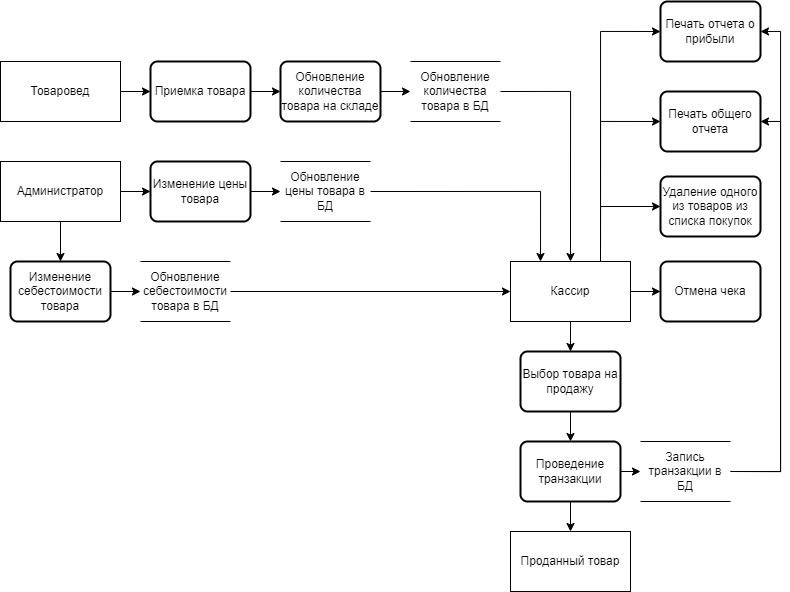 Печать отчета о
прибыли
Товаровед
Приемка товара
Обновление
количества
товара на складе
Обновление
количества
товара в БД
Печать общего
отчета
Администратор
Изменение цены
товара
Обновление
цены товара в
БД
Удаление одного
из товаров из
списка покупок
Изменение
себестоимости
товара
Обновление
себестоимости
товара в БД
Кассир
Отмена чека
Выбор товара на
продажу
Проведение
транзакции
Запись
транзакции в
БД
Проданный товар